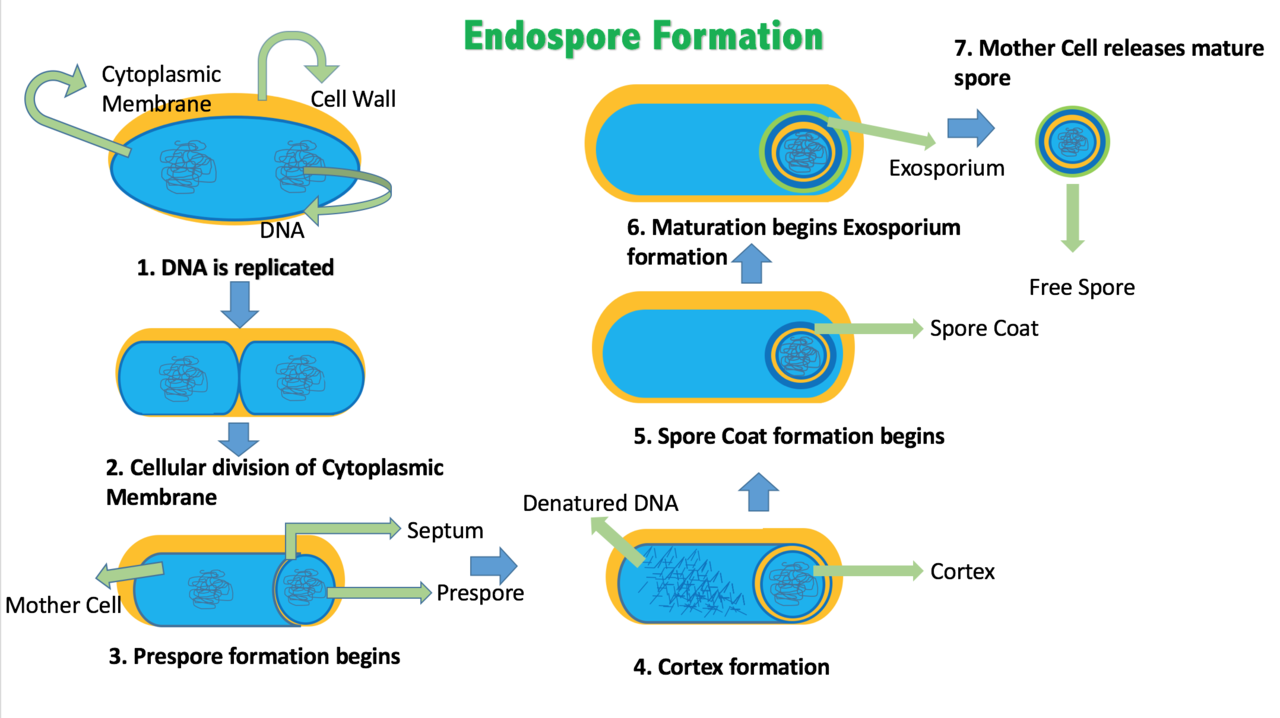 Endospore Formation
Cytoplasmic
Membrane
Cell Wall
DNA
1. DNA is replicated
2. Cellular division of Cytoplasmic
Membrane
Septum
Mother Cell
Prespore
3. Prespore formation begins
Denatured DNA
Cortex
4. Cortex formation
Spore Coat
5. Spore Coat formation begins
Exosporium
6. Maturation begins Exosporium
formation
7. Mother Cell releases mature
spore
Free Spore